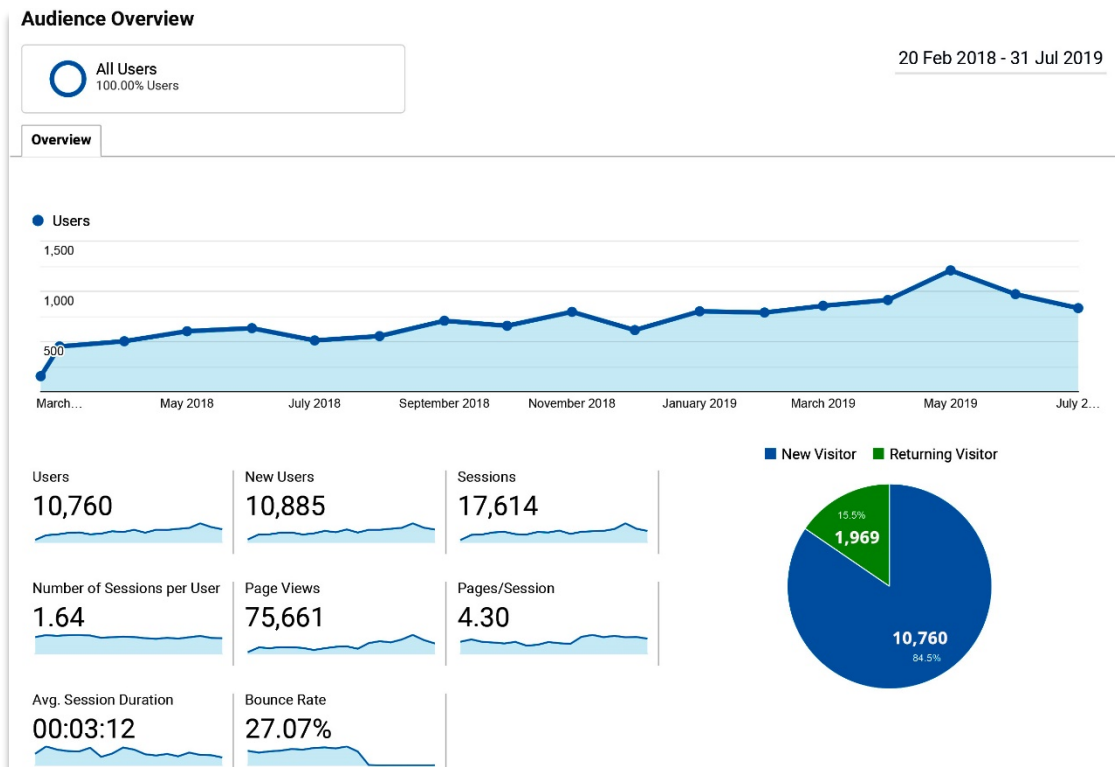 Audience Overview
All Users
100.00% Users
20 Feb 2018 - 31 Jul 2019
Overview
Users
1,500
1,000
500
March...
May 2018
July 2018
September 2018
November 2018
January 2019
March 2019
May 2019
July 2...
New Visitor
Returning Visitor
Users
10,760
New Users
10,885
Sessions
17,614
15.5%
1,969
10,760
84.5%
Number of Sessions per User
1.64
Page Views
75,661
Pages/Session
4.30
Avg. Session Duration
00:03:12
Bounce Rate
27.07%